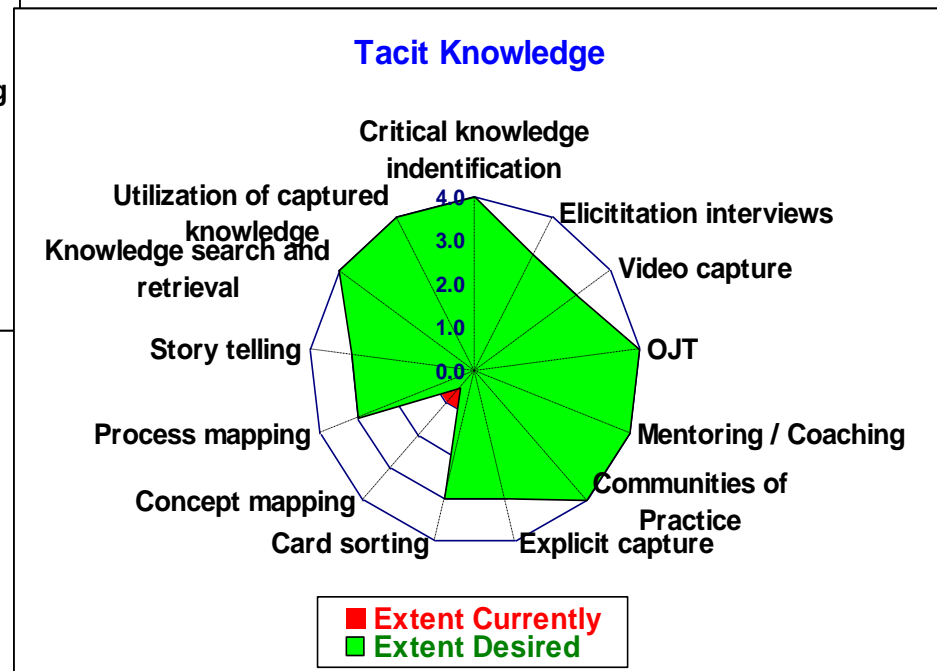 g
Tacit Knowledge
Critical knowledge
indentification
Utilization of captured
knowledge
Knowledge search and
retrieval
Story telling
Process mapping
Concept mapping
Card sorting
Explicit capture
Communities of
Practice
Mentoring / Coaching
OJT
Video capture
Elicititation interviews
4.0
3.0
2.0
1.0
0.0
Extent Currently
Extent Desired